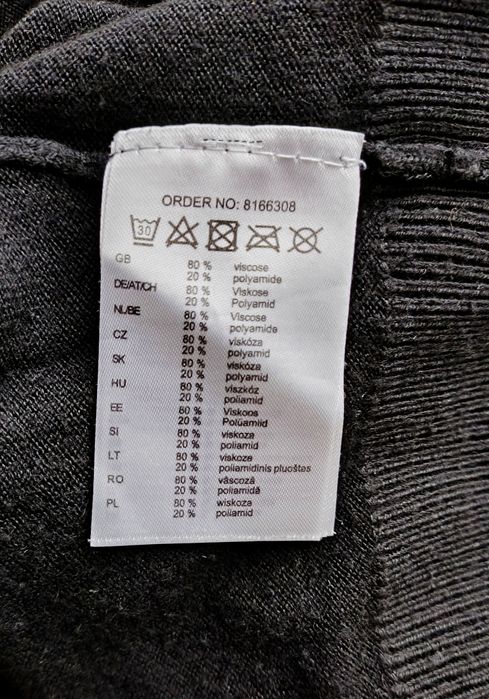 ORDER NO: 8166308
30
GB 80 % viscose
20 % polyamide
DE/AT/CH 80 % Viskose
20 % Polyamid
NL/BE 80 % Viscose
20 % polyamide
CZ 80 % viskóza
20 % polyamid
SK 80 % viskóza
20 % polyamid
HU 80 % viszkóz
20 % poliamid
EE 80 % Viskoos
20 % Polüamiid
SI 80 % viskoza
20 % poliamid
LT 80 % viskozė
20 % poliamidinis pluoštas
RO 80 % vâscoză
20 % poliamidă
PL 80 % wiskoza
20 % poliamid